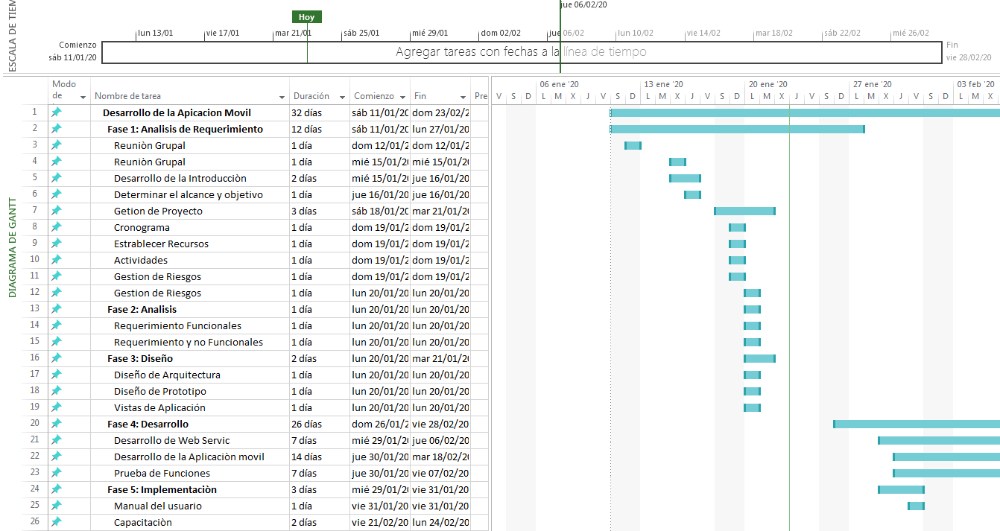 ESCALA DE TIEM
jue 06/02/20
Hoy
lun 13/01 vie 17/01 mar 21/01 sáb 25/01 mié 29/01 dom 02/02 jue 06/02 lun 10/02 vie 14/02 mar 18/02 sáb 22/02 mié 26/02
Comienzo
sáb 11/01/20
Agregar tareas con fechas a la línea de tiempo
Fin
vie 28/02/20
DIAGRAMA DE GANTT
Modo de Nombre de tarea Duración Comienzo Fin Pre
06 ene '20 13 ene '20 20 ene '20 27 ene '20 03 feb '20
V S D L M X J V S D L M X J V S D L M X J V S D L M X J V S D L M X
1 Desarrollo de la Apicacion Movil 32 días sáb 11/01/20 dom 23/02/2
2 Fase 1: Analisis de Requerimiento 12 días sáb 11/01/20 lun 27/01/20
3 Reuniòn Grupal 1 día dom 12/01/2 dom 12/01/2
4 Reuniòn Grupal 1 día mié 15/01/20 mié 15/01/20
5 Desarrollo de la Introducciòn 2 días mié 15/01/20 jue 16/01/20
6 Determinar el alcance y objetivo 1 día jue 16/01/20 jue 16/01/20
7 Getion de Proyecto 3 días sáb 18/01/20 mar 21/01/20
8 Cronograma 1 día dom 19/01/2 dom 19/01/2
9 Estrablecer Recursos 1 día dom 19/01/2 dom 19/01/2
10 Actividades 1 día dom 19/01/2 dom 19/01/2
11 Gestion de Riesgos 1 día dom 19/01/2 dom 19/01/2
12 Gestion de Riesgos 1 día lun 20/01/20 lun 20/01/20
13 Fase 2: Analisis 1 día lun 20/01/20 lun 20/01/20
14 Requerimiento Funcionales 1 día lun 20/01/20 lun 20/01/20
15 Requerimiento y no Funcionales 1 día lun 20/01/20 lun 20/01/20
16 Fase 3: Diseño 2 días lun 20/01/20 mar 21/01/20
17 Diseño de Arquitectura 1 día lun 20/01/20 lun 20/01/20
18 Diseño de Prototipo 1 día lun 20/01/20 lun 20/01/20
19 Vistas de Aplicación 1 día lun 20/01/20 lun 20/01/20
20 Fase 4: Desarrollo 26 días dom 26/01/2 vie 28/02/20
21 Desarrollo de Web Servic 7 días mié 29/01/20 jue 06/02/20
22 Desarrollo de la Aplicaciòn movil 14 días jue 30/01/20 mar 18/02/20
23 Prueba de Funciones 7 días jue 30/01/20 vie 07/02/20
24 Fase 5: Implementaciòn 3 días mié 29/01/20 vie 31/01/20
25 Manual del usuario 1 día vie 31/01/20 vie 31/01/20
26 Capacitaciòn 2 días vie 21/02/20 lun 24/02/20